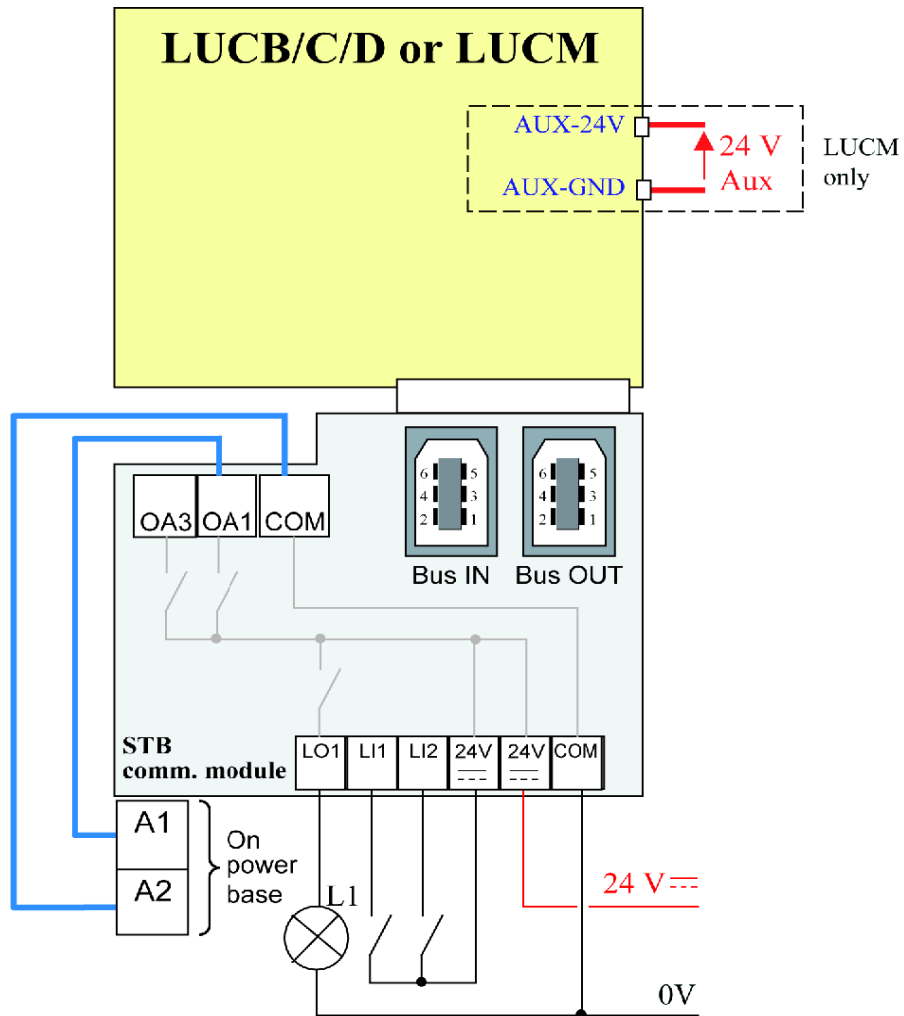 LUCB/C/D or LUCM
AUX-24V
24 V
AUX-GND
Aux
LUCM
only
6 5
4 3
2 1
6 5
4 3
2 1
Bus IN
Bus OUT
OA3
OA1
COM
STB
comm. module
LO1
LI1
LI2
24V
24V
COM
A1
A2
On
power
base
L1
24 V
0V